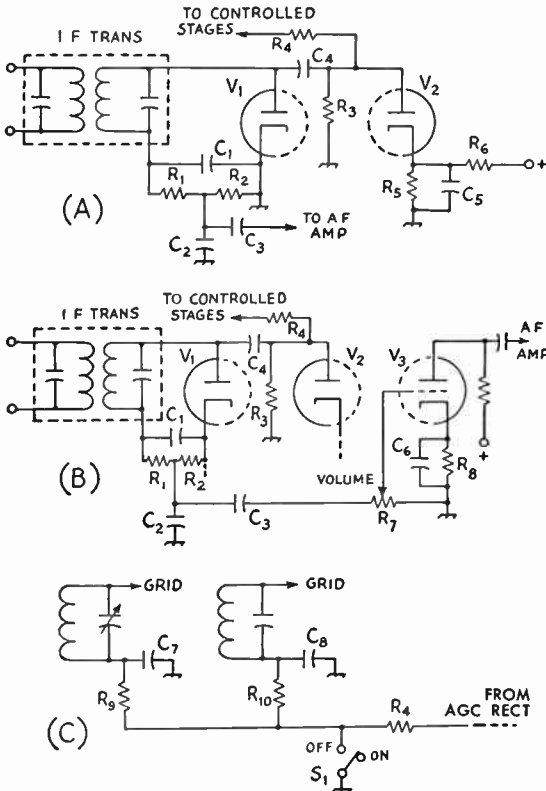 TO CONTROLLED
STAGES
I F TRANS
R4
C4
V1
V2
R3
R6
+
C1
R1
R2
R5
C5
(A)
TO AF
AMP
C2
C3
I F TRANS
TO CONTROLLED
STAGES
R4
AF
AMP
V1
C4
V2
V3
R3
C1
C6
R8
+
(B)
R1
R2
VOLUME
C2
C3
R7
GRID
GRID
C7
C8
R9
R10
R4
FROM
AGC RECT
(C)
OFF
ON
S1